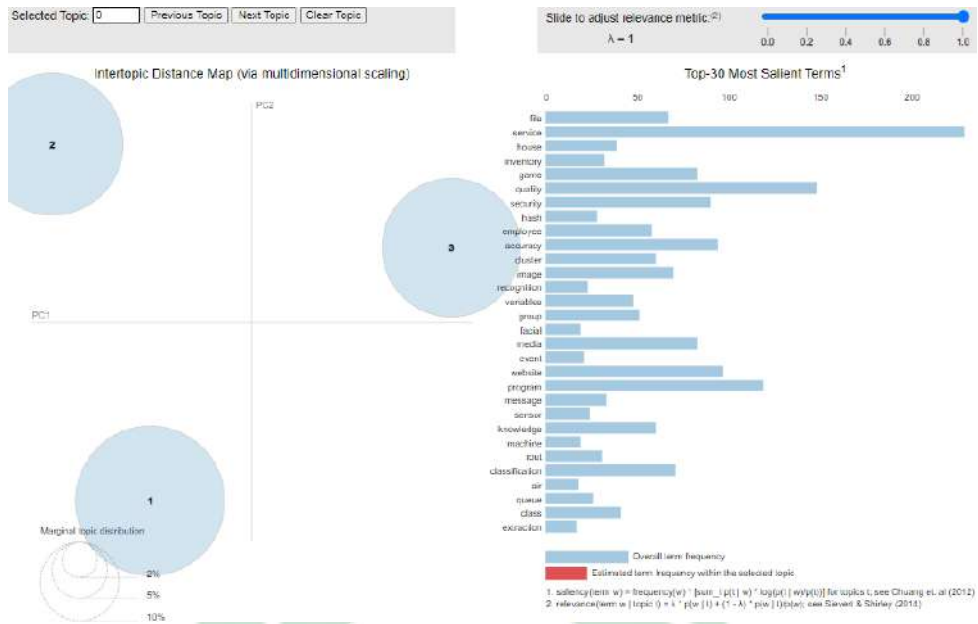 Selected Topic: 0 Previous Topic Next Topic Clear Topic
Slide to adjust relevance metric:(2)
λ = 1
0.0 0.2 0.4 0.6 0.8 1.0
Intertopic Distance Map (via multidimensional scaling)
PC2
PC1
2
3
1
Marginal topic distribution
2%
5%
10%
Top-30 Most Salient Terms1
0 50 100 150 200
file
service
house
inventory
game
quality
security
hash
employee
accuracy
cluster
image
recognition
variables
group
facial
media
event
website
program
message
sensor
knowledge
machine
classification
air
queue
class
extraction
Overall term frequency
Estimated term frequency within the selected topic
1. saliency(term w) = frequency(w) * [sum_t p(t | w) * log(p(t | w)/p(t))] for topics t; see Chuang et. al (2012)
2. relevance(term w | topic t) = λ * p(w | t) + (1 - λ) * p(w | t)/p(w); see Sievert & Shirley (2014)